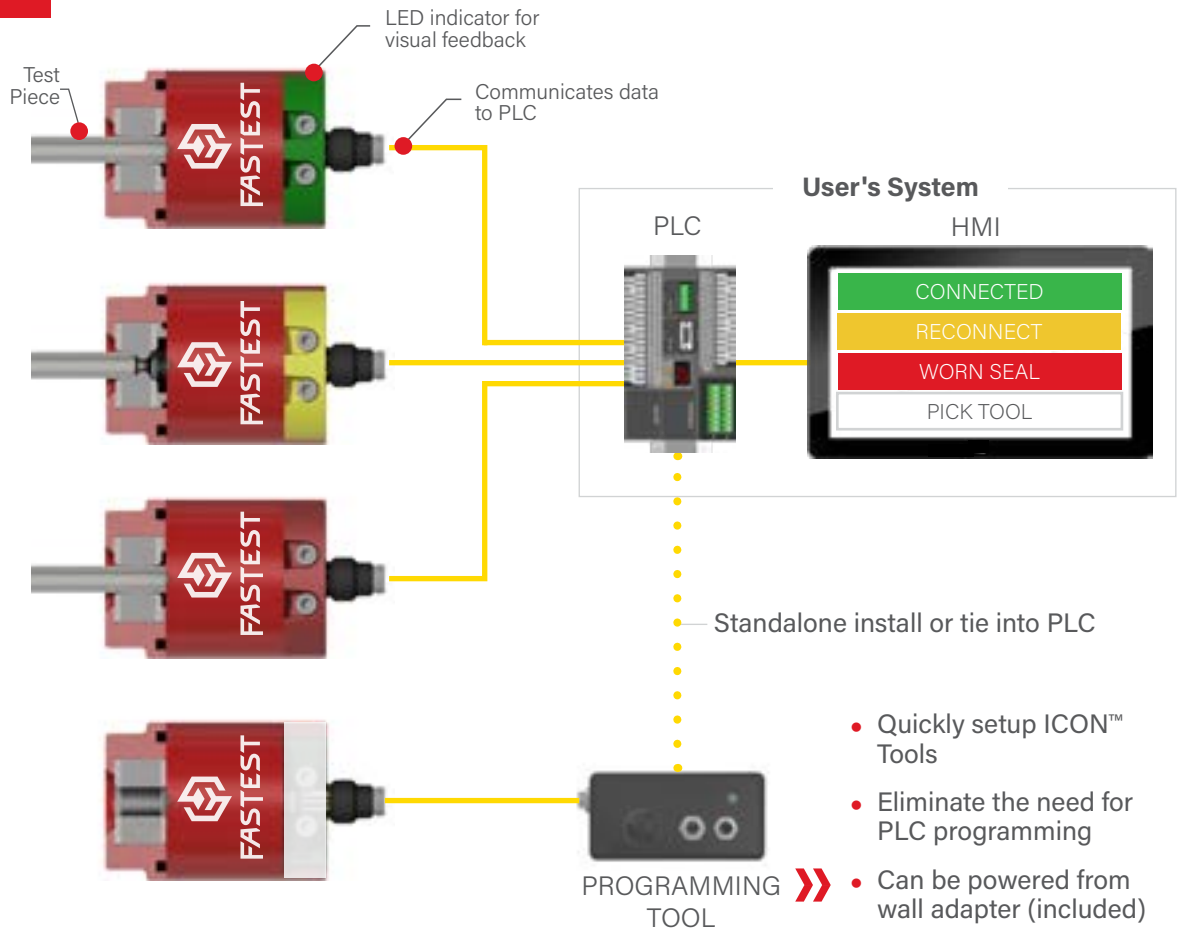 LED indicator for
visual feedback
Test
Piece
Communicates data
to PLC
FASTEST
User's System
PLC
HMI
CONNECTED
RECONNECT
WORN SEAL
PICK TOOL
FASTEST
FASTEST
Standalone install or tie into PLC
FASTEST
PROGRAMMING
TOOL
• Quickly setup ICON™
Tools
• Eliminate the need for
PLC programming
• Can be powered from
wall adapter (included)